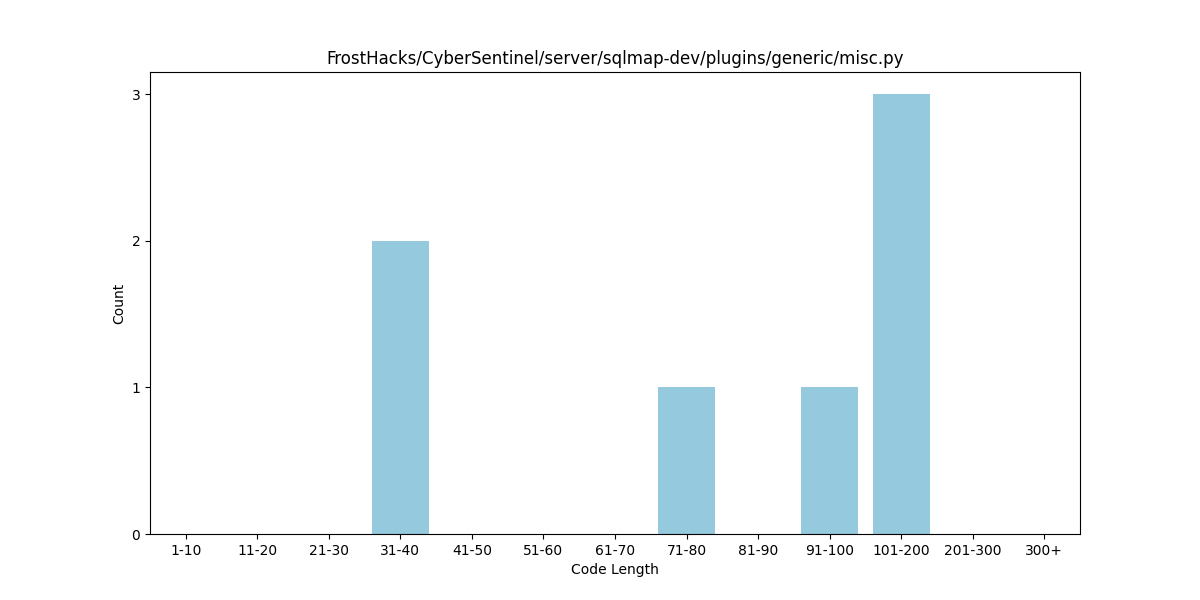 FrostHacks/CyberSentinel/server/sqlmap-dev/plugins/generic/misc.py
3
2
1
0
Count
1-10 11-20 21-30 31-40 41-50 51-60 61-70 71-80 81-90 91-100 101-200 201-300 300+
Code Length